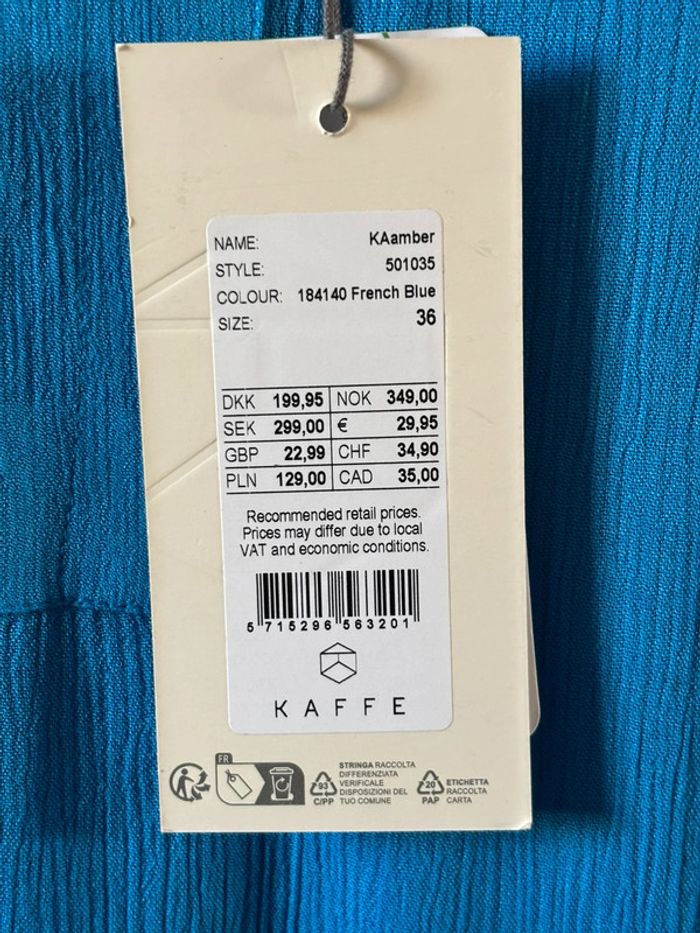 NAME: KAamber
STYLE: 501035
COLOUR: 184140 French Blue
SIZE: 36
DKK 199,95 NOK 349,00
SEK 299,00 € 29,95
GBP 22,99 CHF 34,90
PLN 129,00 CAD 35,00
Recommended retail prices.
Prices may differ due to local
VAT and economic conditions.
5 715296 563201
KAFFE
FR
STRINGA RACCOLTA
DIFFERENZIATA
VERIFICALE
DISPOSIZIONI DEL
TUO COMUNE
93
C/PP
20
PAP
ETICHETTA
RACCOLTA
CARTA